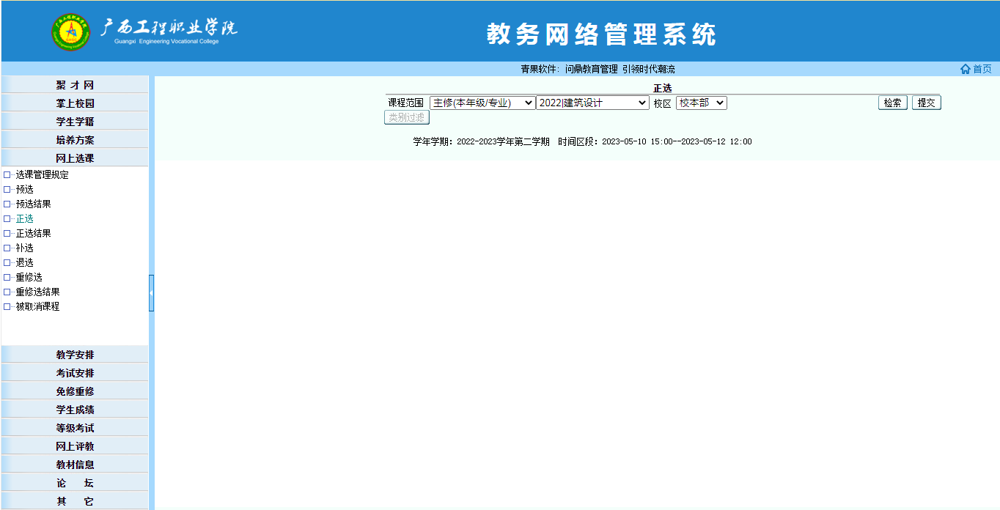 广西工程职业学院
Guangxi Engineering Vocational College
教务网络管理系统
青果软件：问鼎教育管理 引领时代潮流
首页
聚 才 网
掌上校园
学生学籍
培养方案
网上选课
选课管理规定
预选
预选结果
正选
正选结果
补选
退选
重修选
重修选结果
被取消课程
教学安排
考试安排
免修重修
学生成绩
等级考试
网上评教
教材信息
论 坛
其 它
正选
课程范围 主修(本年级/专业) 2022|建筑设计 校区 校本部 检索 提交
类别过滤
学年学期：2022-2023学年第二学期 时间区段：2023-05-10 15:00--2023-05-12 12:00